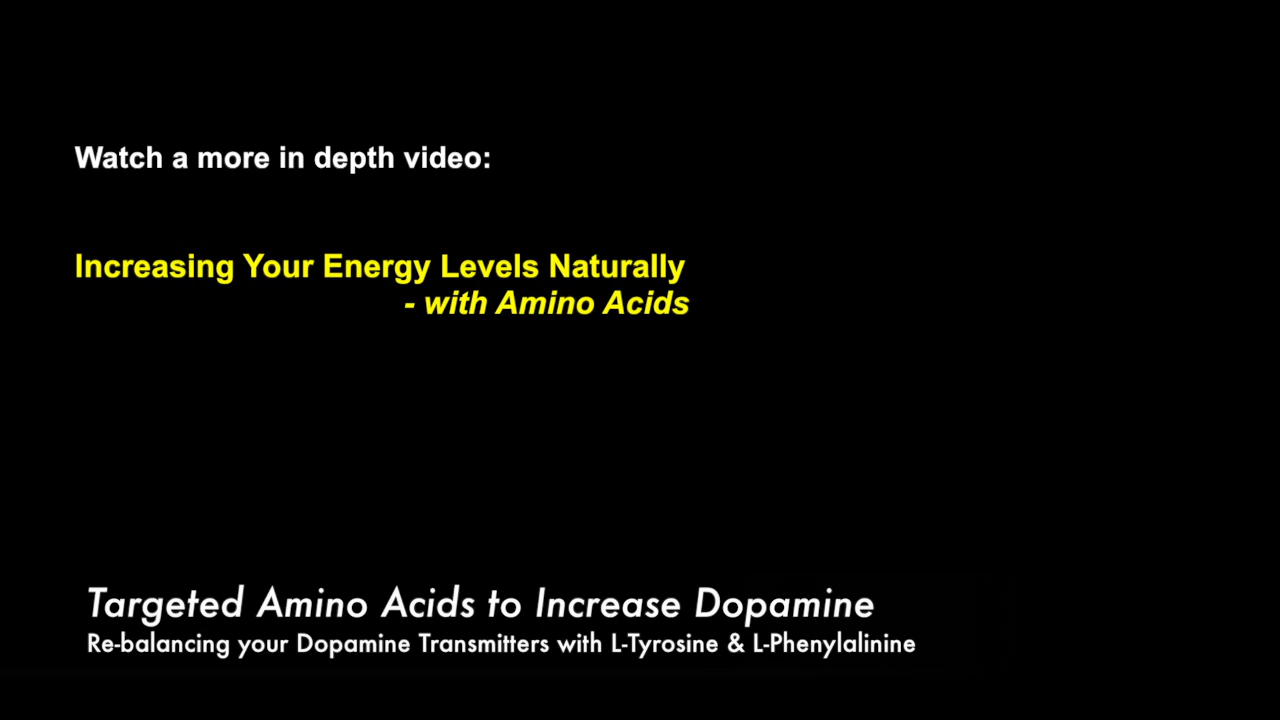 Watch a more in depth video:
Increasing Your Energy Levels Naturally
- with Amino Acids
Targeted Amino Acids to Increase Dopamine
Re-balancing your Dopamine Transmitters with L-Tyrosine & L-Phenylalinine